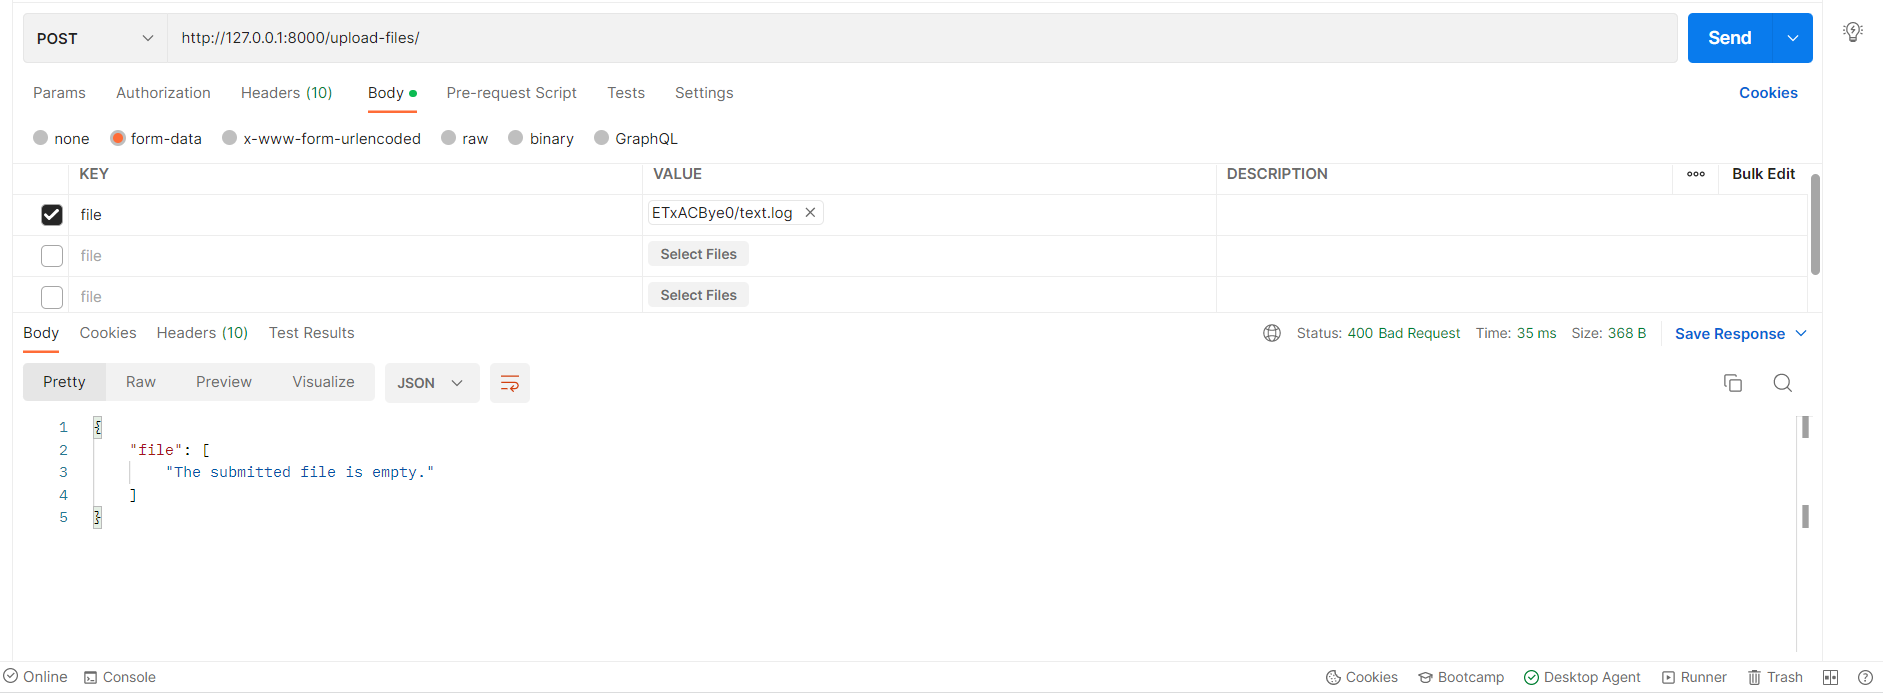 POST http://127.0.0.1:8000/upload-files/ Send
Params Authorization Headers (10) Body Pre-request Script Tests Settings Cookies
none form-data x-www-form-urlencoded raw binary GraphQL
KEY VALUE DESCRIPTION ooo Bulk Edit
file ETxACBye0/text.log
file Select Files
file Select Files
Body Cookies Headers (10) Test Results Status: 400 Bad Request Time: 35 ms Size: 368 B Save Response
Pretty Raw Preview Visualize JSON
1 {
2 "file": [
3 "The submitted file is empty."
4 ]
5 }
Online Console Cookies Bootcamp Desktop Agent Runner Trash